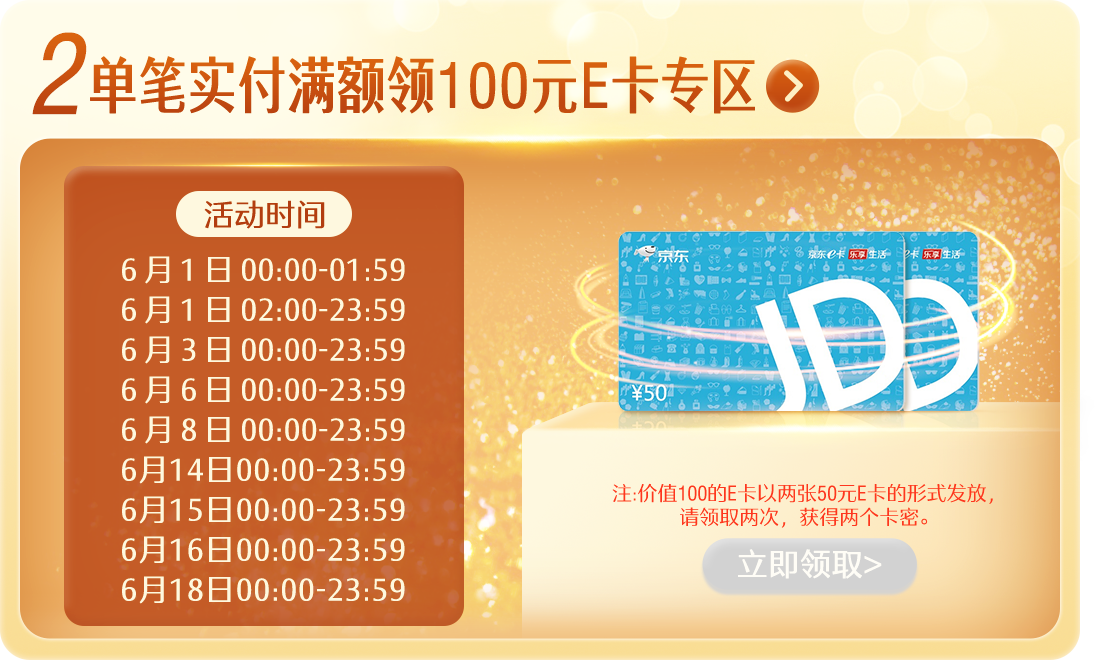 2单笔实付满额领100元E卡专区
活动时间
6月1日00:00-01:59
6月1日02:00-23:59
6月3日00:00-23:59
6月6日00:00-23:59
6月8日00:00-23:59
6月14日00:00-23:59
6月15日00:00-23:59
6月16日00:00-23:59
6月18日00:00-23:59
京东
京东e卡 乐享生活
e卡 乐享生活
JD
D
¥50
注:价值100的E卡以两张50元E卡的形式发放，
请领取两次，获得两个卡密。
立即领取>